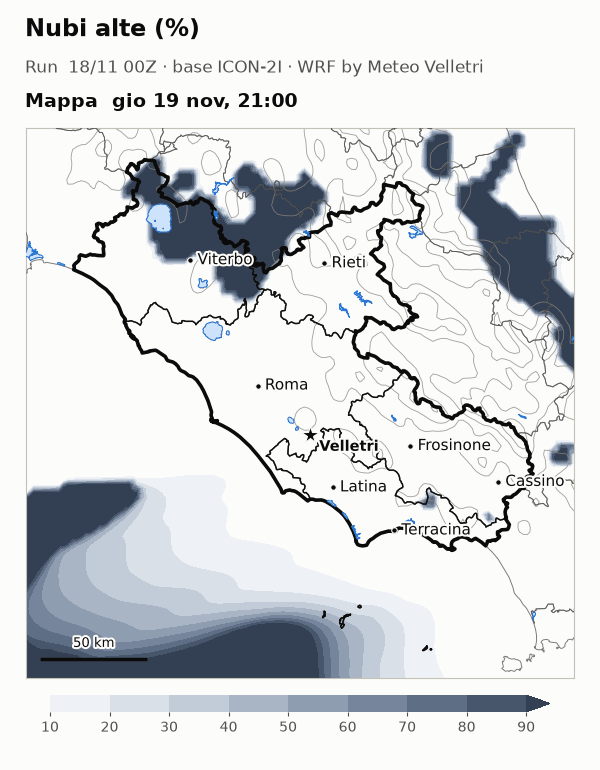 Nubi alte (%)
Run  18/11 00Z · base ICON-2I · WRF by Meteo Velletri
Mappa  gio 19 nov, 21:00
Viterbo
Rieti
Roma
Velletri
Frosinone
Latina
Cassino
Terracina
50 km
10 20 30 40 50 60 70 80 90